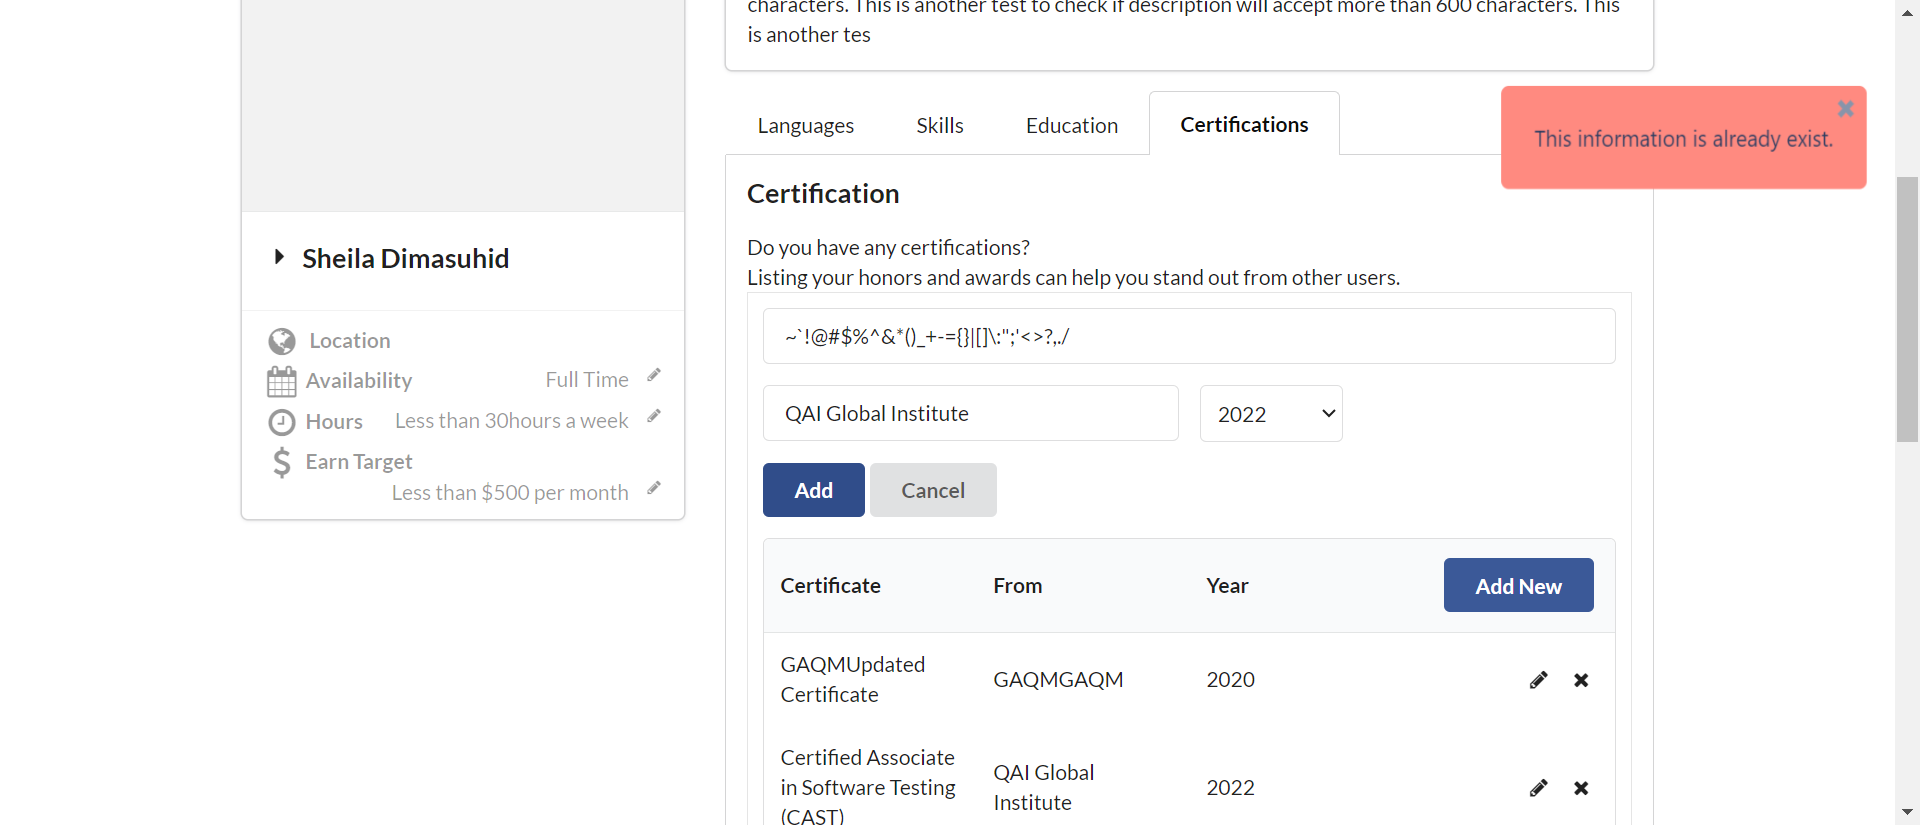 characters. This is another test to check if description will accept more than 600 characters. This
is another tes
Languages
Skills
Education
Certifications
This information is already exist.
Certification
Do you have any certifications?
Listing your honors and awards can help you stand out from other users.
~`!@#$%^&*()_+-={}|[]\:";'<>?,./
QAI Global Institute
2022
Add
Cancel
Certificate
From
Year
Add New
GAQMUpdated
Certificate
GAQMGAQM
2020
Certified Associate
in Software Testing
(CAST)
QAI Global
Institute
2022
Sheila Dimasuhid
Location
Availability
Full Time
Hours
Less than 30hours a week
Earn Target
Less than $500 per month